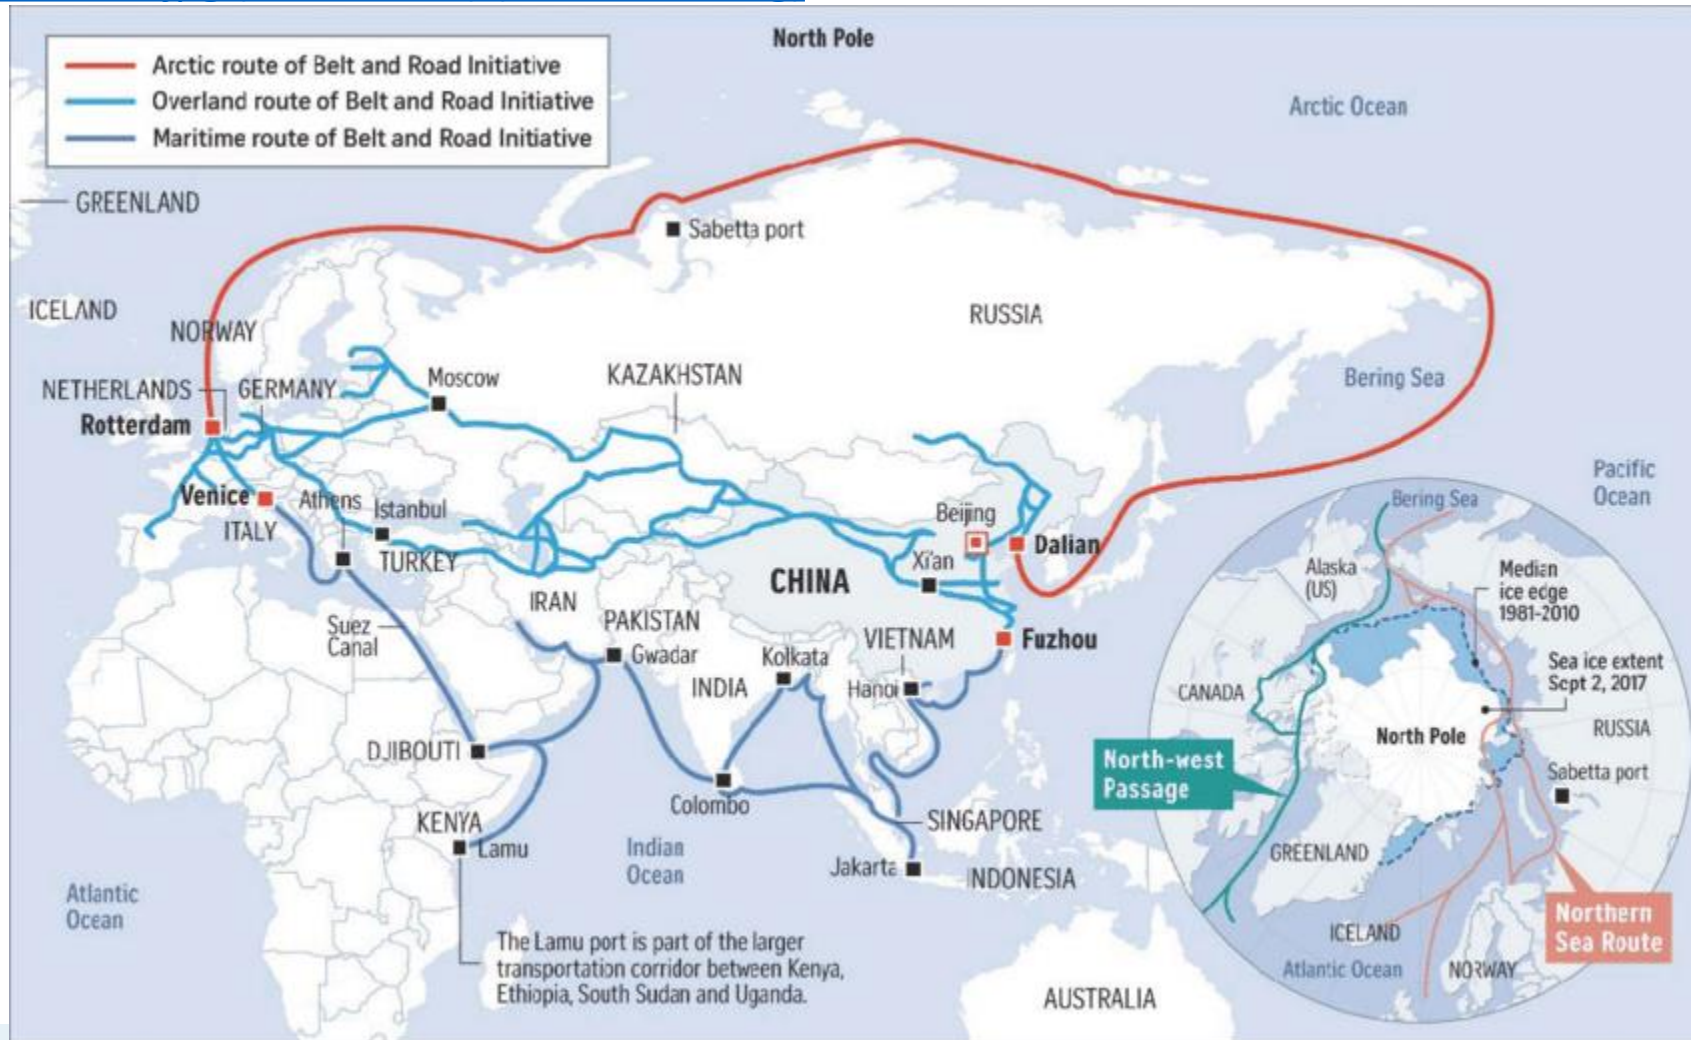 North Pole
Arctic route of Belt and Road Initiative
Overland route of Belt and Road Initiative
Maritime route of Belt and Road Initiative
Arctic Ocean
GREENLAND
Sabetta port
ICELAND
NORWAY
RUSSIA
NETHERLANDS
GERMANY
Moscow
KAZAKHSTAN
Bering Sea
Rotterdam
Pacific
Ocean
Venice
Athens
Istanbul
ITALY
TURKEY
Beijing
Dalian
Xi'an
CHINA
IRAN
PAKISTAN
Suez
Canal
Gwadar
Kolkata
VIETNAM
Fuzhou
INDIA
Hanoi
DJIBOUTI
Colombo
KENYA
Lamu
SINGAPORE
Indian
Ocean
Jakarta
INDONESIA
Atlantic
Ocean
The Lamu port is part of the larger
transportation corridor between Kenya,
Ethiopia, South Sudan and Uganda.
AUSTRALIA
Bering Sea
Alaska
(US)
Median
ice edge
1981-2010
Sea ice extent
Sept 2, 2017
CANADA
RUSSIA
North Pole
North-west
Passage
Sabetta port
GREENLAND
Northern
Sea Route
ICELAND
Atlantic Ocean
NORWAY